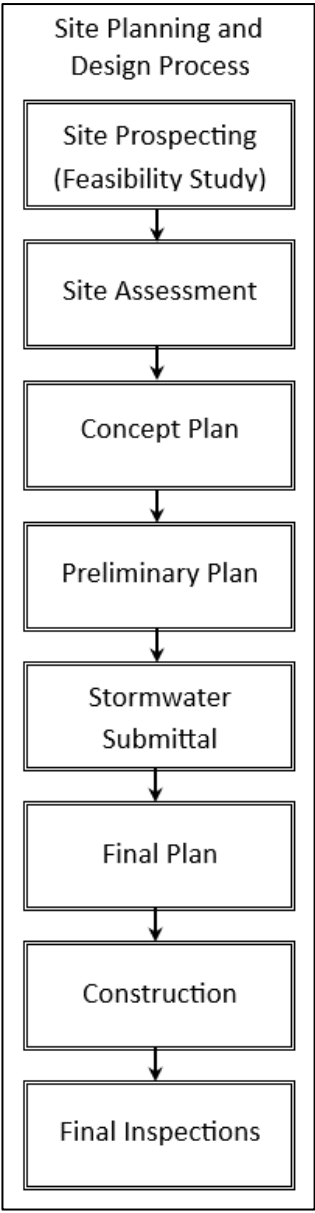 Site Planning and
Design Process
Site Prospecting
(Feasibility Study)
Site Assessment
Concept Plan
Preliminary Plan
Stormwater
Submittal
Final Plan
Construction
Final Inspections